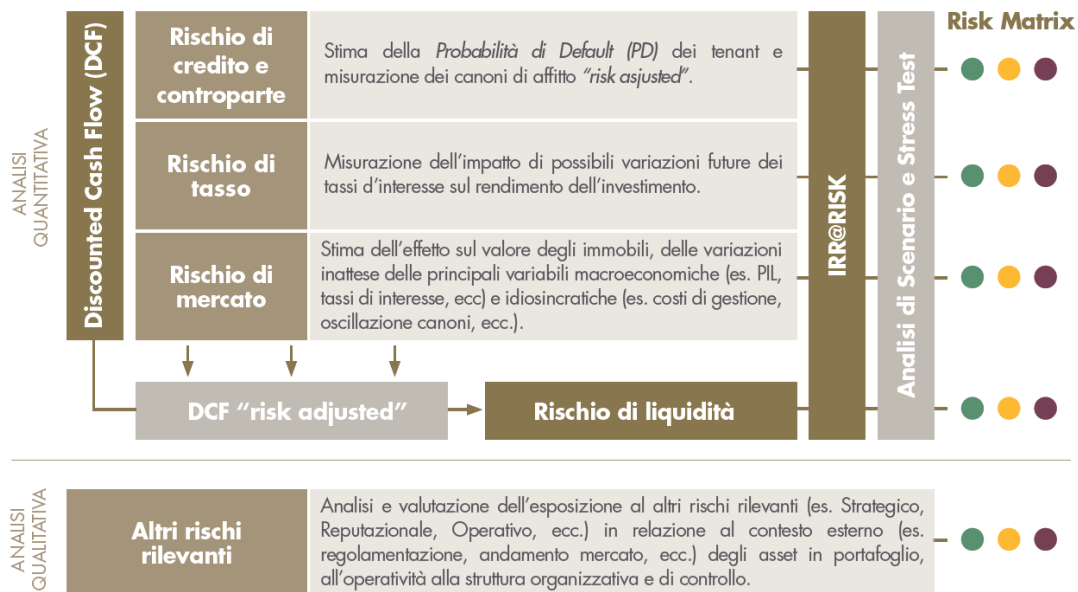 Risk Matrix
ANALISI
QUANTITATIVA
Discounted Cash Flow (DCF)
Rischio di
credito e
controparte
Stima della Probabilità di Default (PD) dei tenant e
misurazione dei canoni di affitto “risk asjusted”.
Rischio di
tasso
Misurazione dell’impatto di possibili variazioni future dei
tassi d’interesse sul rendimento dell’investimento.
Rischio di
mercato
Stima dell’effetto sul valore degli immobili, delle variazioni
inattese delle principali variabili macroeconomiche (es. PIL,
tassi di interesse, ecc) e idiosincratiche (es. costi di gestione,
oscillazione canoni, ecc.).
IRR@RISK
Analisi di Scenario e Stress Test
DCF “risk adjusted”
Rischio di liquidità
ANALISI
QUALITATIVA
Altri rischi
rilevanti
Analisi e valutazione dell’esposizione al altri rischi rilevanti (es. Strategico,
Reputazionale, Operativo, ecc.) in relazione al contesto esterno (es.
regolamentazione, andamento mercato, ecc.) degli asset in portafoglio,
all’operatività alla struttura organizzativa e di controllo.